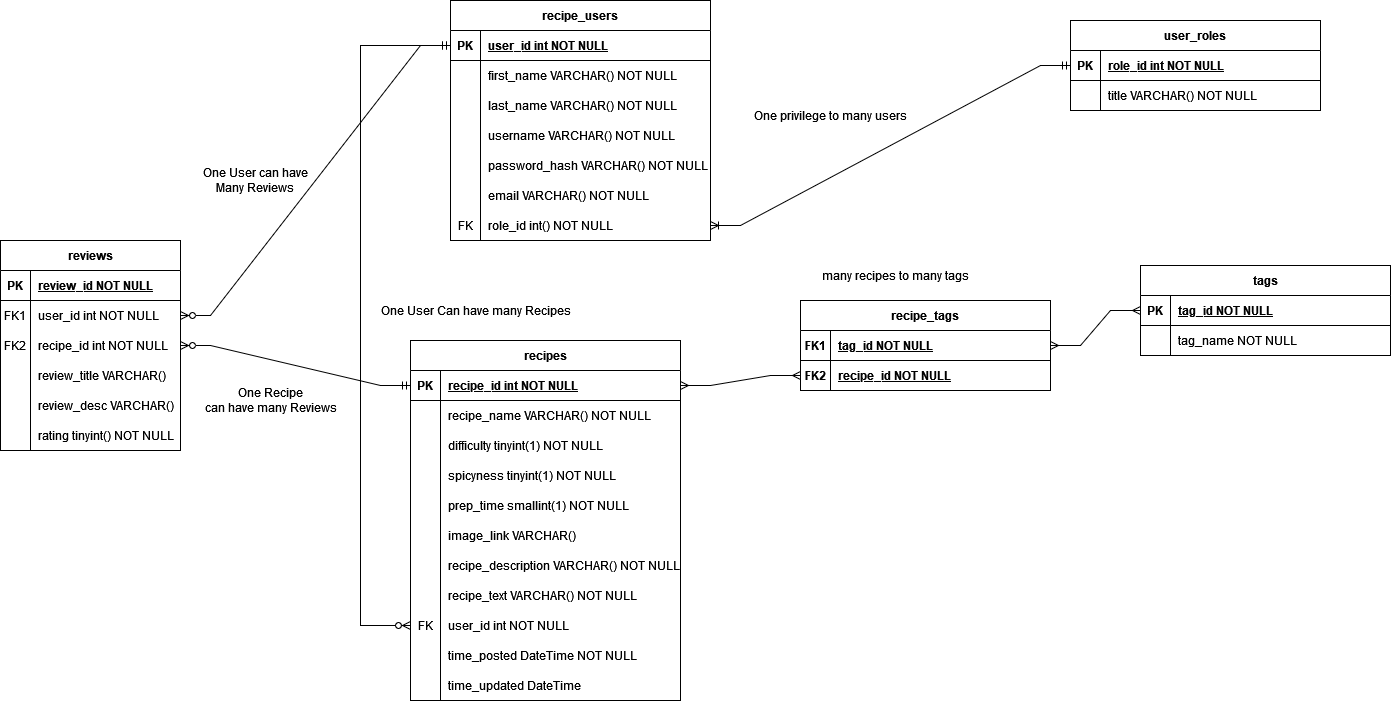 recipe_users
PK user_id int NOT NULL
first_name VARCHAR() NOT NULL
last_name VARCHAR() NOT NULL
username VARCHAR() NOT NULL
password_hash VARCHAR() NOT NULL
email VARCHAR() NOT NULL
FK role_id int() NOT NULL
user_roles
PK role_id int NOT NULL
title VARCHAR() NOT NULL
One privilege to many users
One User can have
Many Reviews
reviews
PK review_id NOT NULL
FK1 user_id int NOT NULL
FK2 recipe_id int NOT NULL
review_title VARCHAR()
review_desc VARCHAR()
rating tinyint() NOT NULL
One User Can have many Recipes
One Recipe
can have many Reviews
recipes
PK recipe_id int NOT NULL
recipe_name VARCHAR() NOT NULL
difficulty tinyint(1) NOT NULL
spicyness tinyint(1) NOT NULL
prep_time smallint(1) NOT NULL
image_link VARCHAR()
recipe_description VARCHAR() NOT NULL
recipe_text VARCHAR() NOT NULL
FK user_id int NOT NULL
time_posted DateTime NOT NULL
time_updated DateTime
many recipes to many tags
recipe_tags
FK1 tag_id NOT NULL
FK2 recipe_id NOT NULL
tags
PK tag_id NOT NULL
tag_name NOT NULL